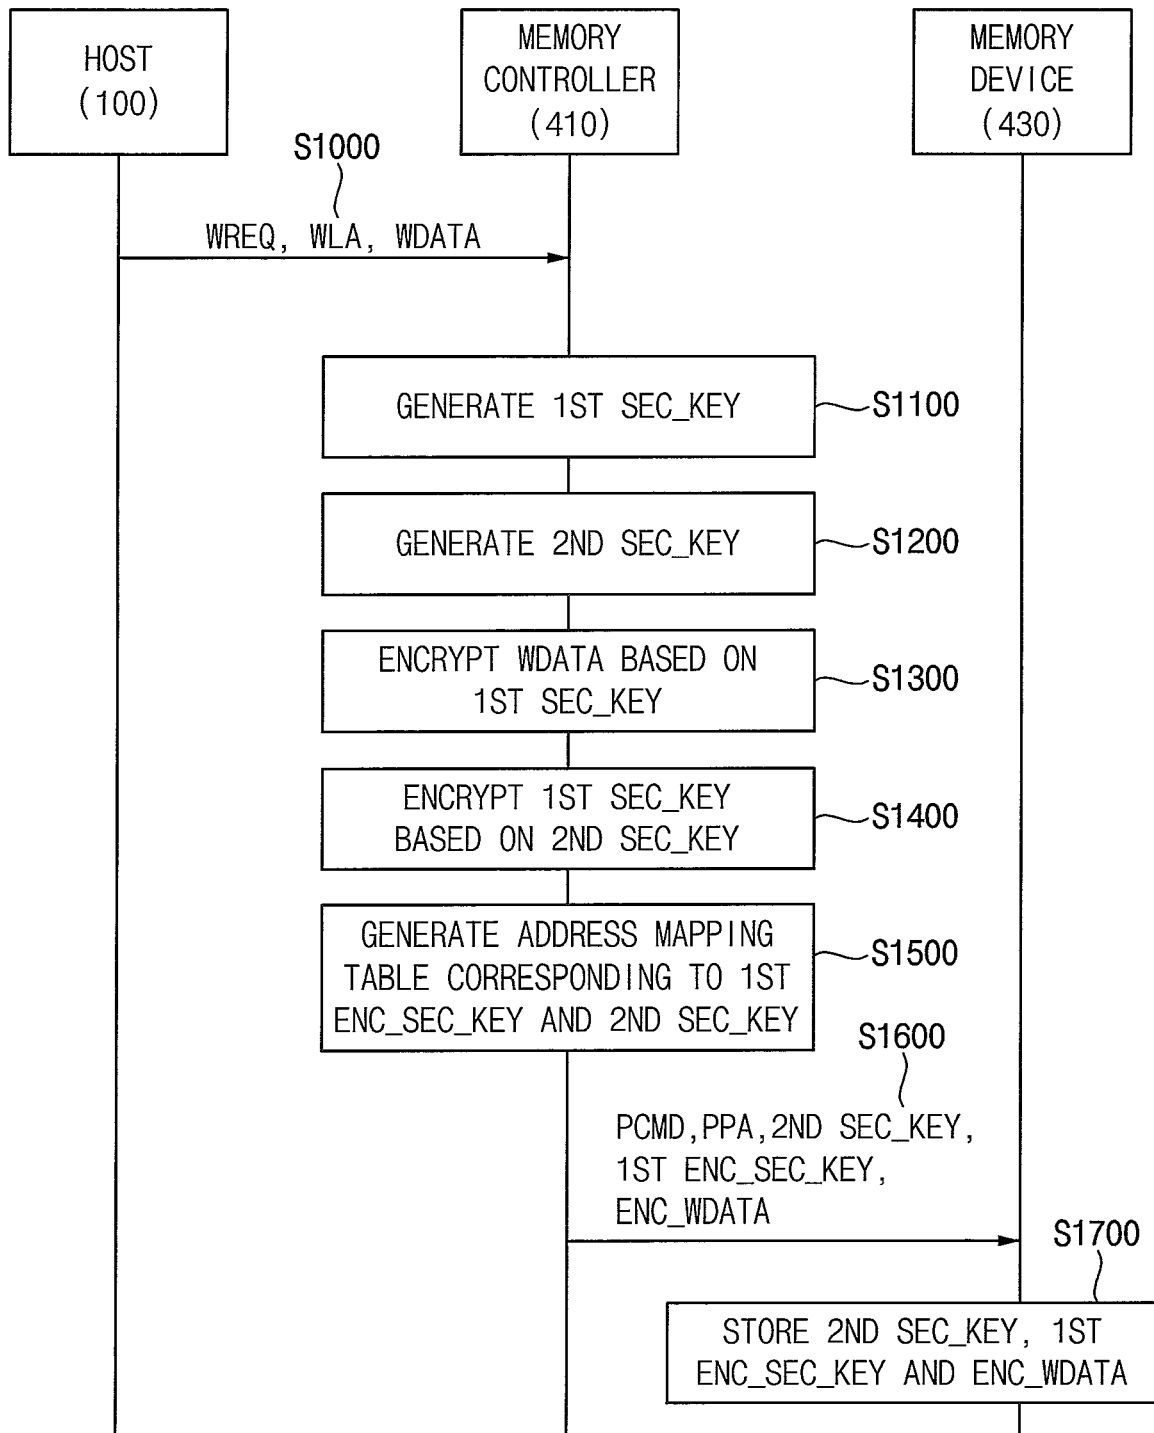 HOST
(100)
MEMORY
CONTROLLER
(410)
MEMORY
DEVICE
(430)
S1000
WREQ, WLA, WDATA
GENERATE 1ST SEC_KEY
S1100
GENERATE 2ND SEC_KEY
S1200
ENCRYPT WDATA BASED ON
1ST SEC_KEY
S1300
ENCRYPT 1ST SEC_KEY
BASED ON 2ND SEC_KEY
S1400
GENERATE ADDRESS MAPPING
TABLE CORRESPONDING TO 1ST
ENC_SEC_KEY AND 2ND SEC_KEY
S1500
S1600
PCMD,PPA,2ND SEC_KEY,
1ST ENC_SEC_KEY,
ENC_WDATA
S1700
STORE 2ND SEC_KEY, 1ST
ENC_SEC_KEY AND ENC_WDATA